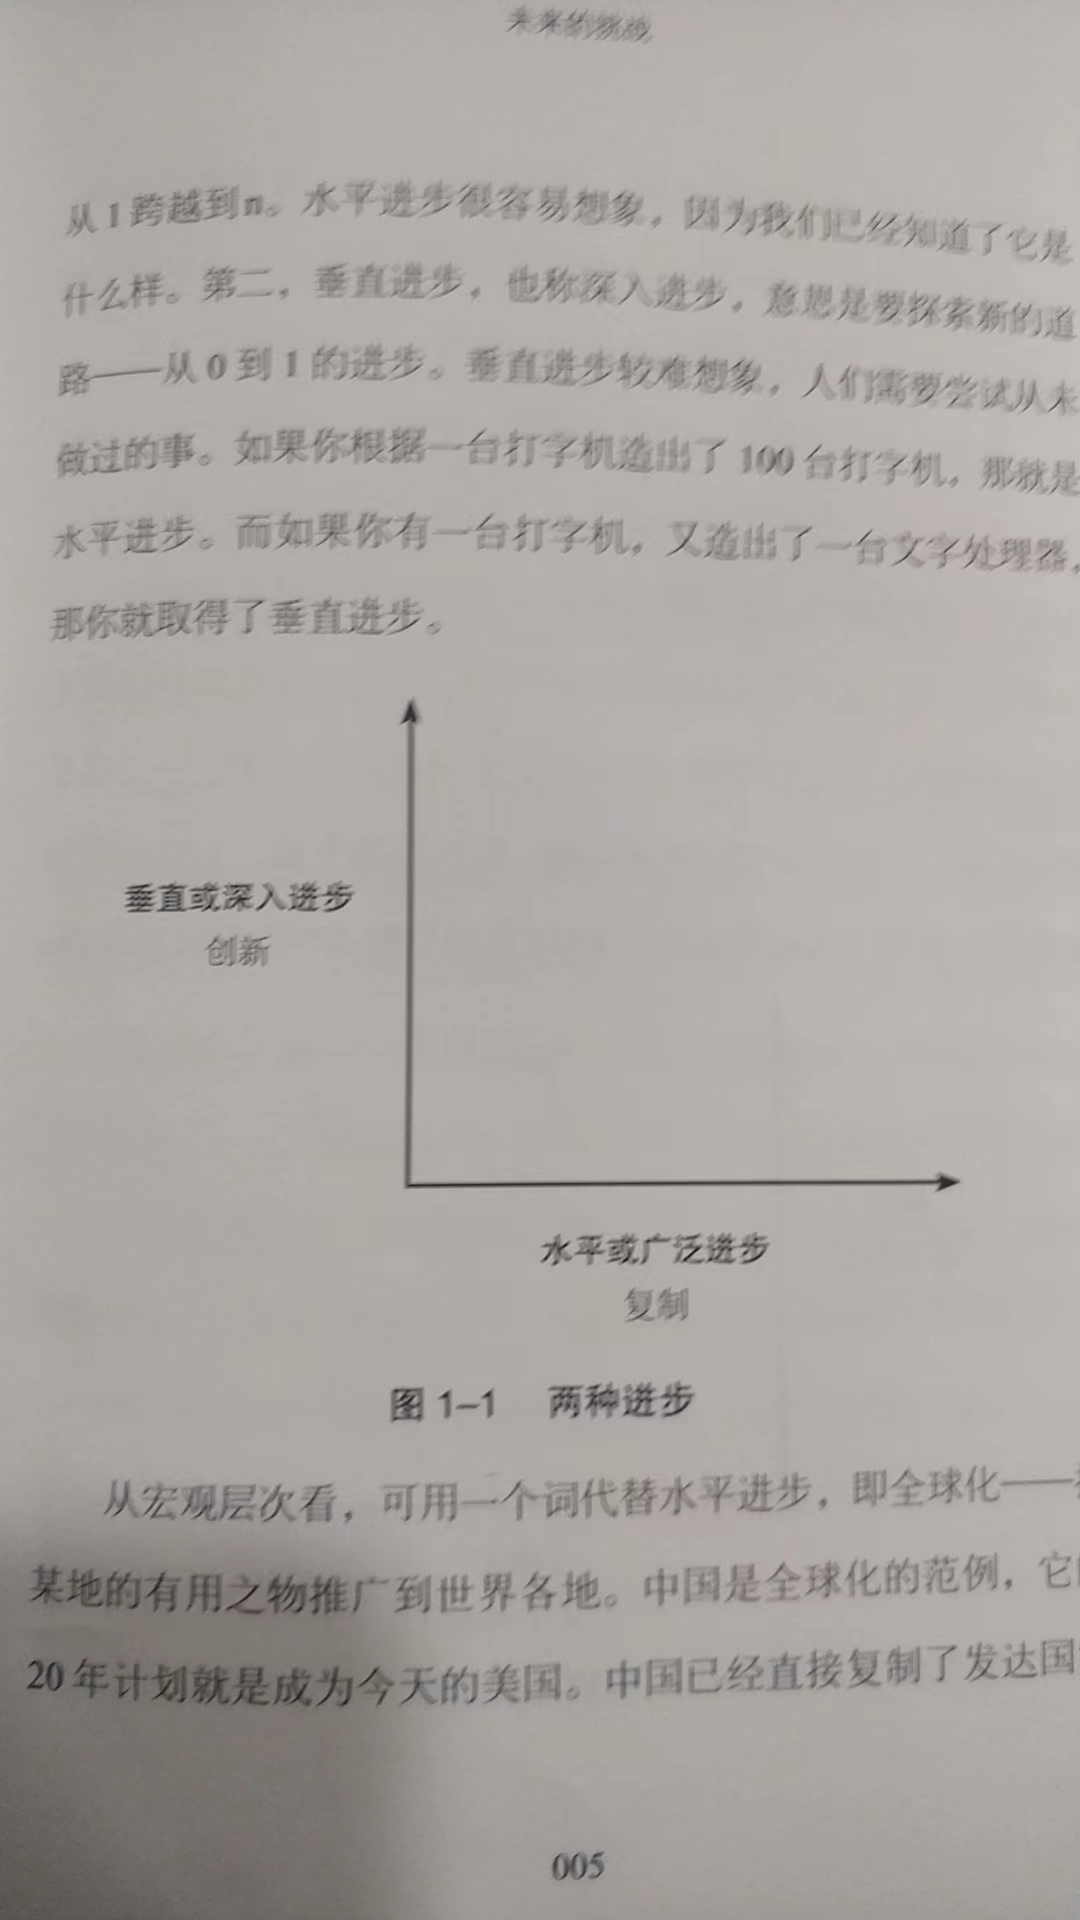 未来的挑战
从1跨越到n。水平进步很容易想象，因为我们已经知道了它是
什么样。第二，垂直进步，也称深入进步，意思是要探索新的道
路——从0到1的进步。垂直进步较难想象，人们需要尝试从未
做过的事。如果你根据一台打字机造出了100台打字机，那就是
水平进步。而如果你有一台打字机，又造出了一台文字处理器，
那你就取得了垂直进步。
垂直或深入进步
创新
水平或广泛进步
复制
图1-1 两种进步
从宏观层次看，可用一个词代替水平进步，即全球化——
某地的有用之物推广到世界各地。中国是全球化的范例，它
20年计划就是成为今天的美国。中国已经直接复制了发达国
005